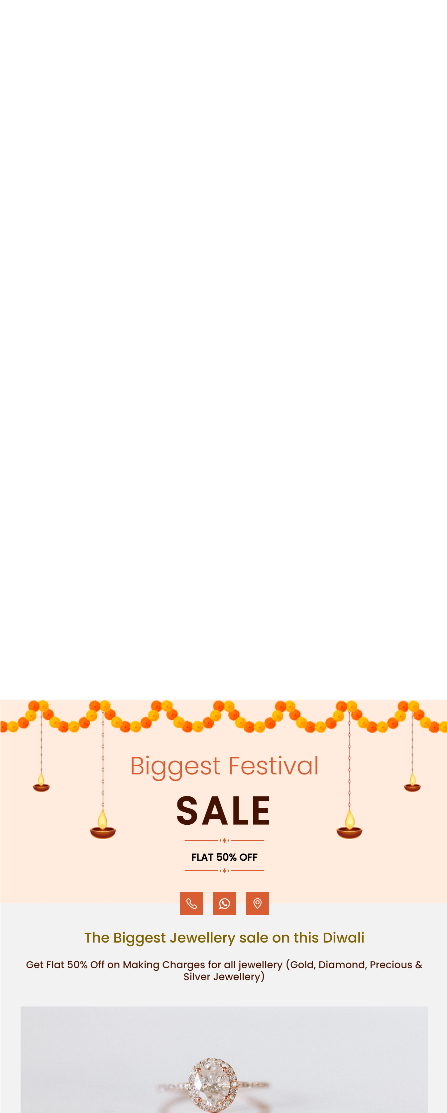 Biggest Festival
SALE
FLAT 50% OFF
The Biggest Jewellery sale on this Diwali
Get Flat 50% Off on Making Charges for all jewellery (Gold, Diamond, Precious &
Silver Jewellery)